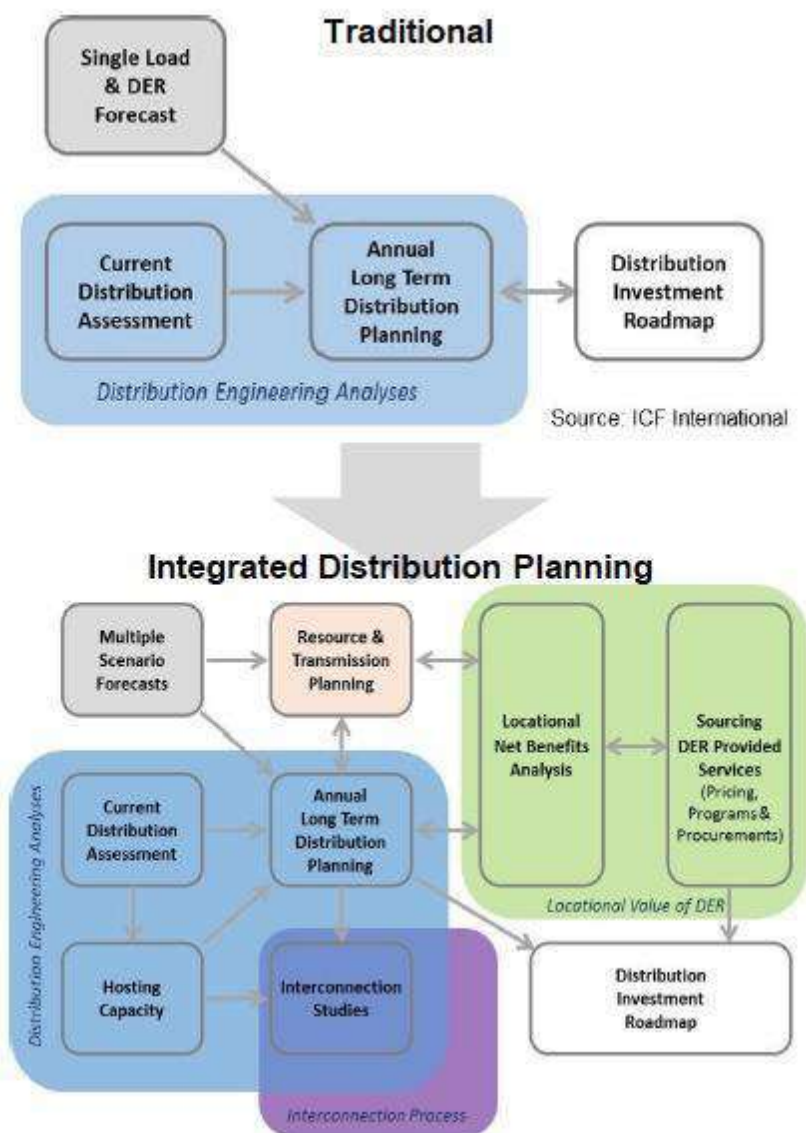 Traditional
Single Load
& DER
Forecast
Current
Distribution
Assessment
Annual
Long Term
Distribution
Planning
Distribution
Investment
Roadmap
Distribution Engineering Analyses
Source: ICF International
Integrated Distribution Planning
Multiple
Scenario
Forecasts
Resource &
Transmission
Planning
Locational
Net Benefits
Analysis
Sourcing
DER Provided
Services
(Pricing,
Programs &
Procurements)
Current
Distribution
Assessment
Annual
Long Term
Distribution
Planning
Locational Value of DER
Distribution Engineering Analyses
Hosting
Capacity
Interconnection
Studies
Distribution
Investment
Roadmap
Interconnection Process